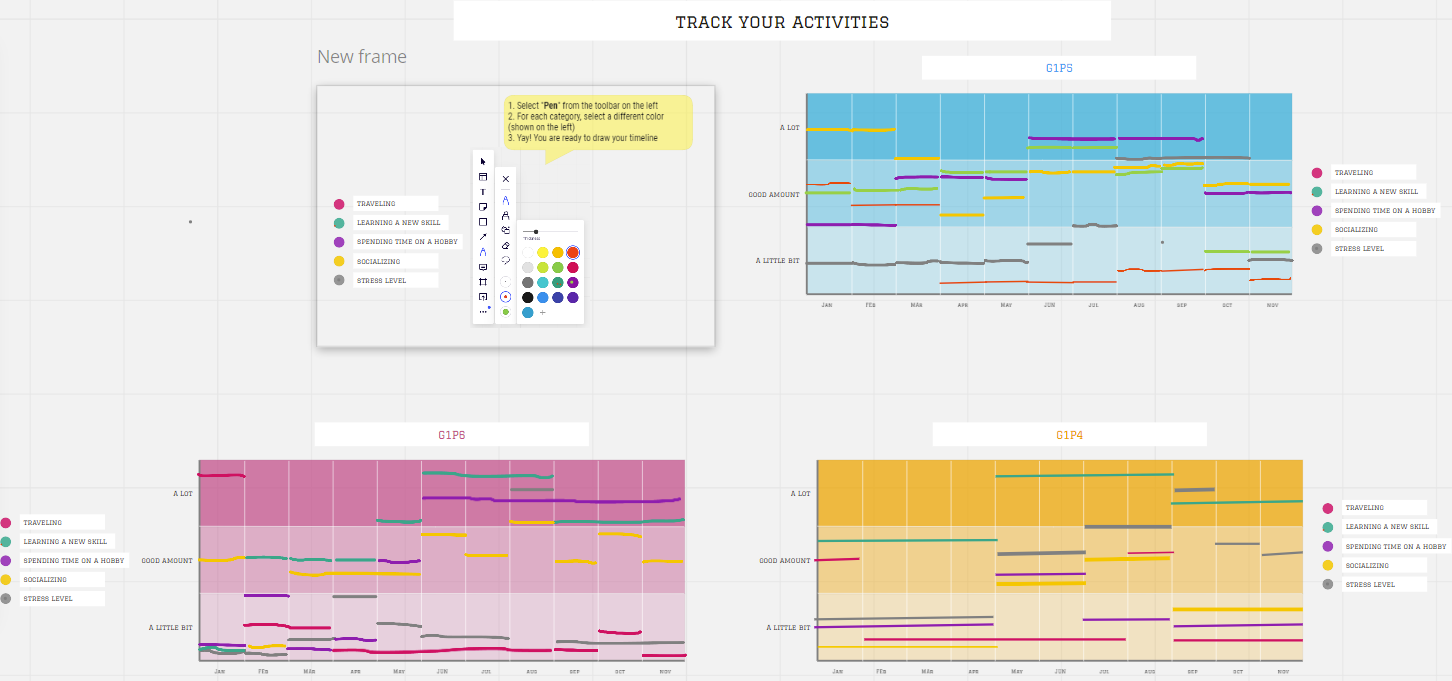 TRACK YOUR ACTIVITIES
New frame
1. Select "Pen" from the toolbar on the left
2. For each category, select a different color
(shown on the left)
3. Yay! You are ready to draw your timeline
TRAVELING
LEARNING A NEW SKILL
SPENDING TIME ON A HOBBY
SOCIALIZING
STRESS LEVEL
G1P5
A LOT
GOOD AMOUNT
A LITTLE BIT
JAN FEB MAR APR MAY JUN JUL AUG SEP OCT NOV
TRAVELING
LEARNING A NEW SKILL
SPENDING TIME ON A HOBBY
SOCIALIZING
STRESS LEVEL
G1P6
TRAVELING
LEARNING A NEW SKILL
SPENDING TIME ON A HOBBY
SOCIALIZING
STRESS LEVEL
A LOT
GOOD AMOUNT
A LITTLE BIT
JAN FEB MAR APR MAY JUN JUL AUG SEP OCT NOV
G1P4
A LOT
GOOD AMOUNT
A LITTLE BIT
JAN FEB MAR APR MAY JUN JUL AUG SEP OCT NOV
TRAVELING
LEARNING A NEW SKILL
SPENDING TIME ON A HOBBY
SOCIALIZING
STRESS LEVEL